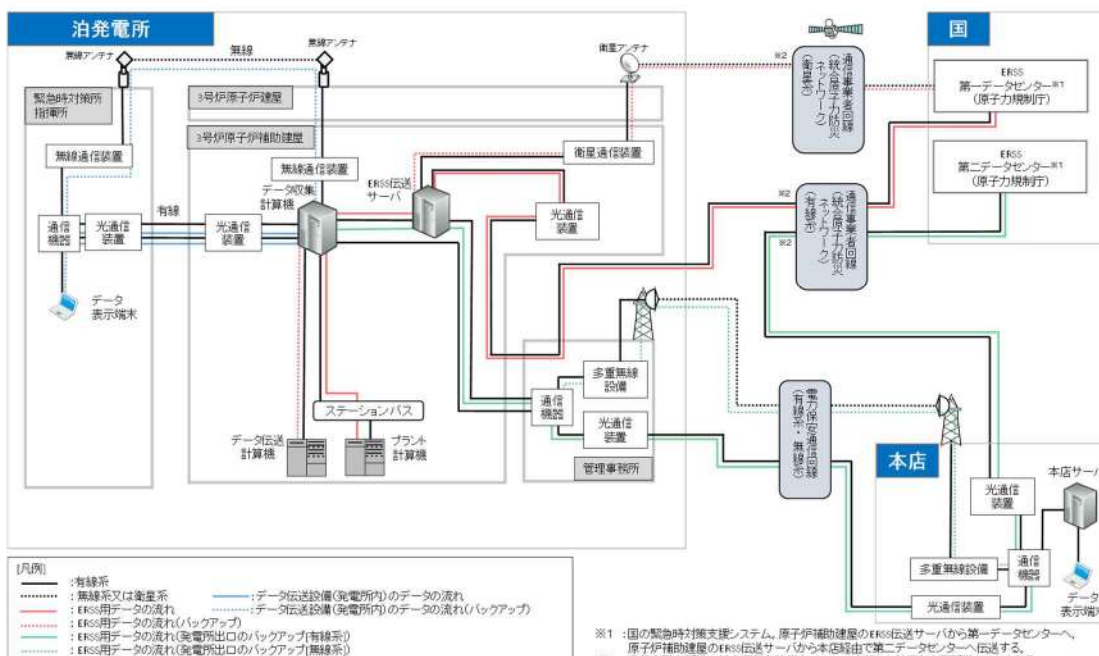 泊発電所
国
無線アンテナ
無線
無線アンテナ
衛星アンテナ
※2
通信事業者回線
(統合原子力防災
ネットワーク)
(衛星系)
ERSS
第一データセンター※1
(原子力規制庁)
緊急時対策所
指揮所
3号炉原子炉建屋
3号炉原子炉補助建屋
無線通信装置
無線通信装置
衛星通信装置
ERSS
第二データセンター※1
(原子力規制庁)
データ収集
計算機
ERSS伝送
サーバ
有線
通信
機器
光通信
装置
光通信
装置
光通信
装置
※2
※2
通信事業者回線
(統合原子力防災
ネットワーク)
(有線系)
データ
表示端末
多重無線
設備
通信
機器
光通信
装置
電力保安通信回線
(有線系・無線系)
ステーションバス
データ伝送
計算機
プラント
計算機
管理事務所
本店
光通信
装置
本店サーバ
多重無線設備
通信
機器
光通信装置
データ
表示端末
[凡例]
:有線系
:無線系又は衛星系
:データ伝送設備(発電所内)のデータの流れ
:ERSS用データの流れ
:データ伝送設備(発電所内)のデータの流れ(バックアップ)
:ERSS用データの流れ(バックアップ)
:ERSS用データの流れ(発電所出口のバックアップ[有線系])
:ERSS用データの流れ(発電所出口のバックアップ[無線系])
※1 :国の緊急時対策支援システム。原子炉補助建屋のERSS伝送サーバから第一データセンターへ、
原子炉補助建屋のERSS伝送サーバから本店経由で第二データセンターへ伝送する。